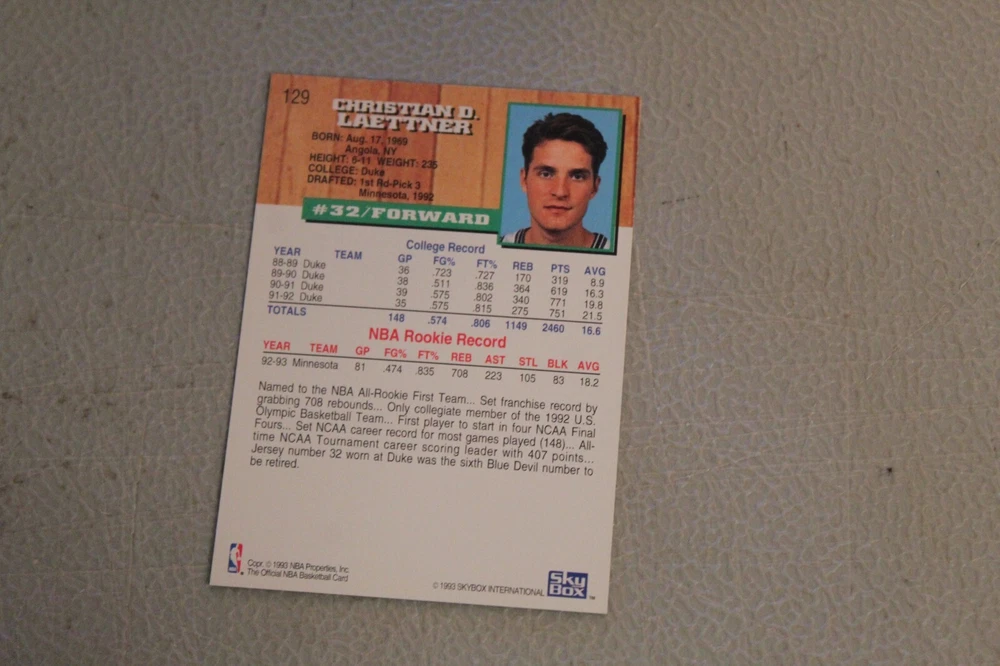 129
CHRISTIAN D.
LAETTNER
BORN: Aug. 17, 1969
Angola, NY
HEIGHT: 6-11 WEIGHT: 235
COLLEGE: Duke
DRAFTED: 1st Rd-Pick 3
Minnesota, 1992
#32/FORWARD
College Record
YEAR TEAM GP FG% FT% REB PTS AVG
88-89 Duke 36 .723 .727 170 319 8.9
89-90 Duke 38 .511 .836 364 619 16.3
90-91 Duke 39 .575 .802 340 771 19.8
91-92 Duke 35 .575 .815 275 751 21.5
TOTALS 148 .574 .806 1149 2460 16.6
NBA Rookie Record
YEAR TEAM GP FG% FT% REB AST STL BLK AVG
92-93 Minnesota 81 .474 .835 708 223 105 83 18.2
Named to the NBA All-Rookie First Team... Set franchise record by
grabbing 708 rebounds... Only collegiate member of the 1992 U.S.
Olympic Basketball Team... First player to start in four NCAA Final
Fours... Set NCAA career record for most games played (148)... All-
time NCAA Tournament career scoring leader with 407 points...
Jersey number 32 worn at Duke was the sixth Blue Devil number to
be retired.
Copr. © 1993 NBA Properties, Inc
The Official NBA Basketball Card
© 1993 SKYBOX INTERNATIONAL
Sky
BOX™